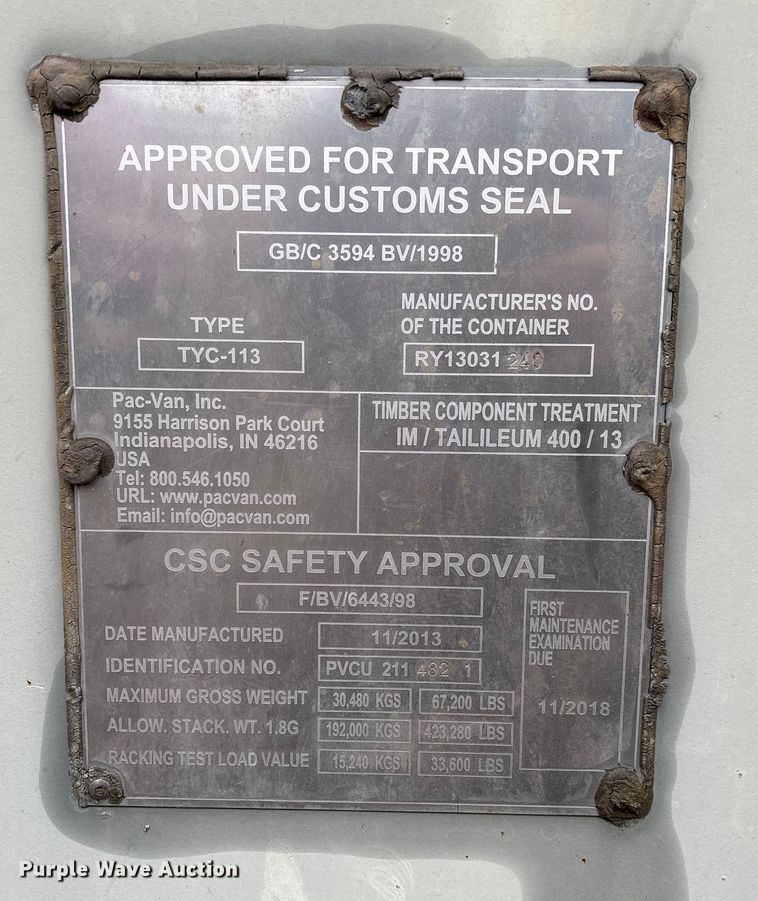 APPROVED FOR TRANSPORT
UNDER CUSTOMS SEAL
GB/C 3594 BV/1998
TYPE
TYC-113
MANUFACTURER'S NO.
OF THE CONTAINER
RY13031 240
Pac-Van, Inc.
9155 Harrison Park Court
Indianapolis, IN 46216
USA
Tel: 800.546.1050
URL: www.pacvan.com
Email: info@pacvan.com
TIMBER COMPONENT TREATMENT
IM / TAILILEUM 400 / 13
CSC SAFETY APPROVAL
F/BV/6443/98
DATE MANUFACTURED 11/2013
IDENTIFICATION NO. PVCU 211 482 1
MAXIMUM GROSS WEIGHT 30,480 KGS 67,200 LBS
ALLOW. STACK. WT. 1.8G 192,000 KGS 423,280 LBS
RACKING TEST LOAD VALUE 15,240 KGS 33,600 LBS
FIRST
MAINTENANCE
EXAMINATION
DUE
11/2018
Purple Wave Auction